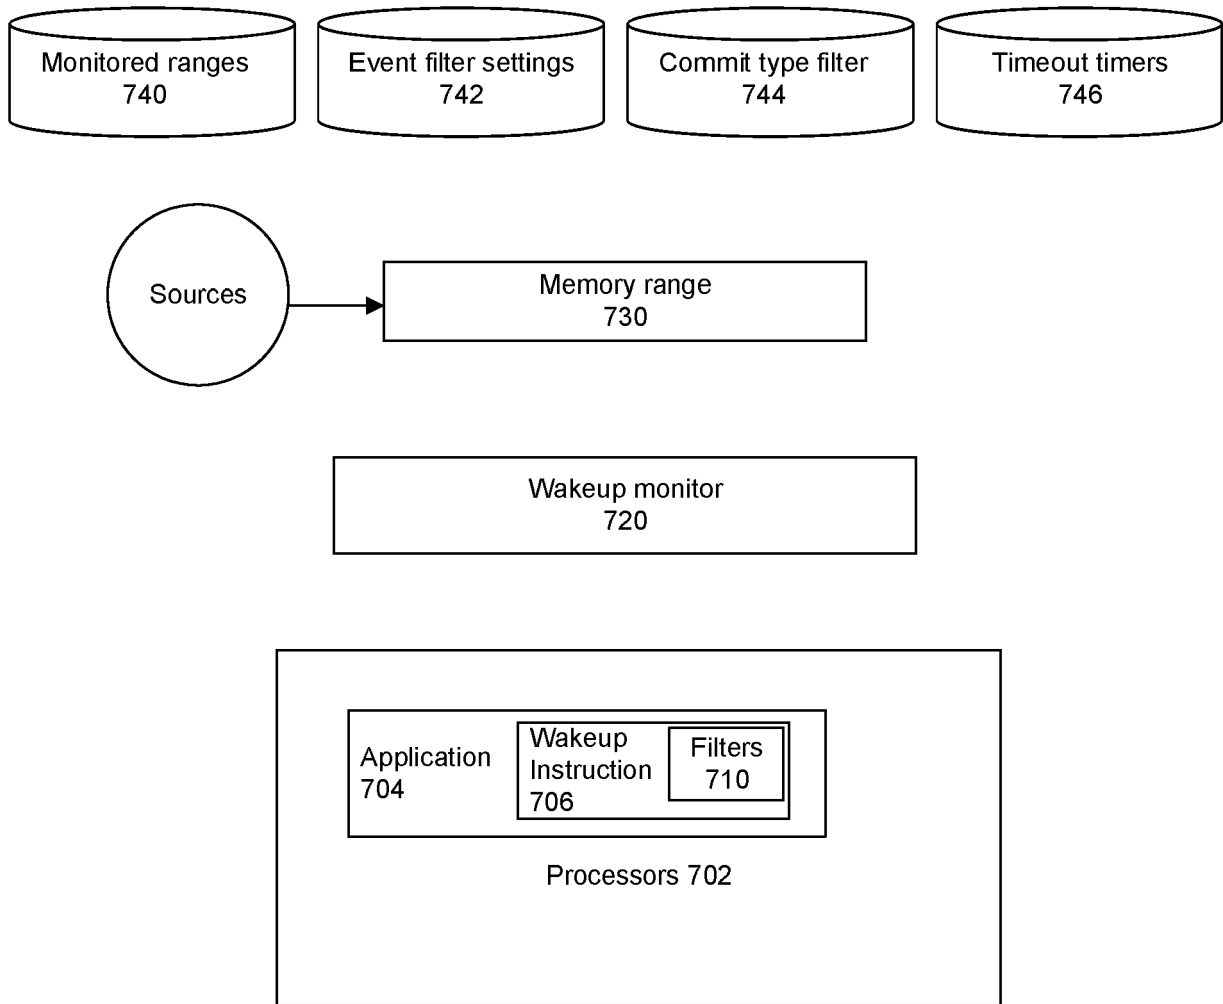 Monitored ranges
740
Event filter settings
742
Commit type filter
744
Timeout timers
746
Sources
Memory range
730
Wakeup monitor
720
Application
704
Wakeup
Instruction
706
Filters
710
Processors 702